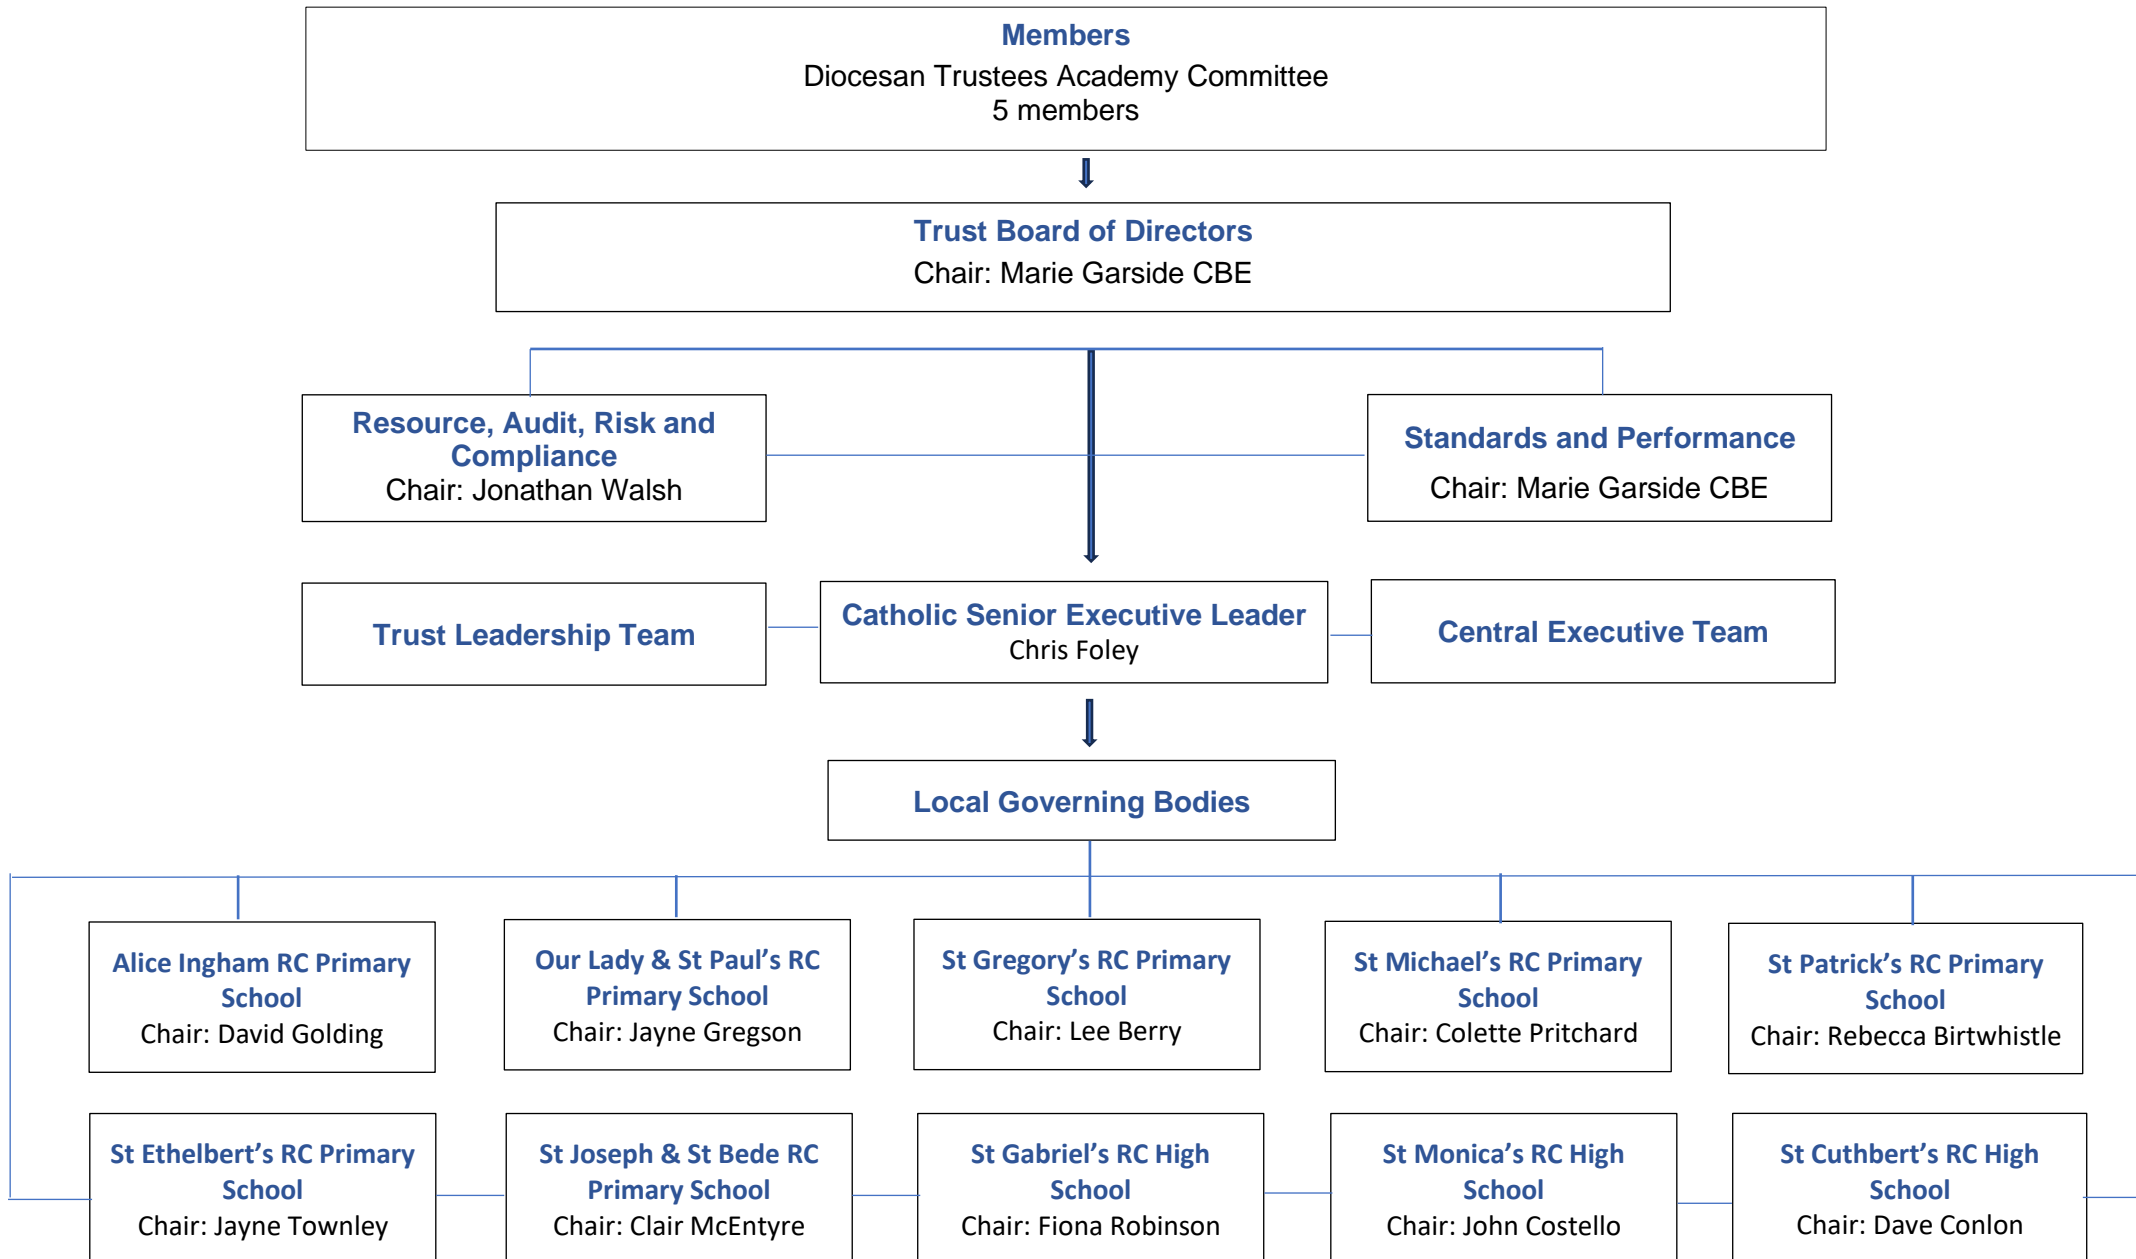 Members
Diocesan Trustees Academy Committee
5 members
Trust Board of Directors
Chair: Marie Garside CBE
Resource, Audit, Risk and
Compliance
Chair: Jonathan Walsh
Standards and Performance
Chair: Marie Garside CBE
Trust Leadership Team
Catholic Senior Executive Leader
Chris Foley
Central Executive Team
Local Governing Bodies
Alice Ingham RC Primary
School
Chair: David Golding
Our Lady & St Paul’s RC
Primary School
Chair: Jayne Gregson
St Gregory’s RC Primary
School
Chair: Lee Berry
St Michael’s RC Primary
School
Chair: Colette Pritchard
St Patrick’s RC Primary
School
Chair: Rebecca Birtwhistle
St Ethelbert’s RC Primary
School
Chair: Jayne Townley
St Joseph & St Bede RC
Primary School
Chair: Clair McEntyre
St Gabriel’s RC High
School
Chair: Fiona Robinson
St Monica’s RC High
School
Chair: John Costello
St Cuthbert’s RC High
School
Chair: Dave Conlon